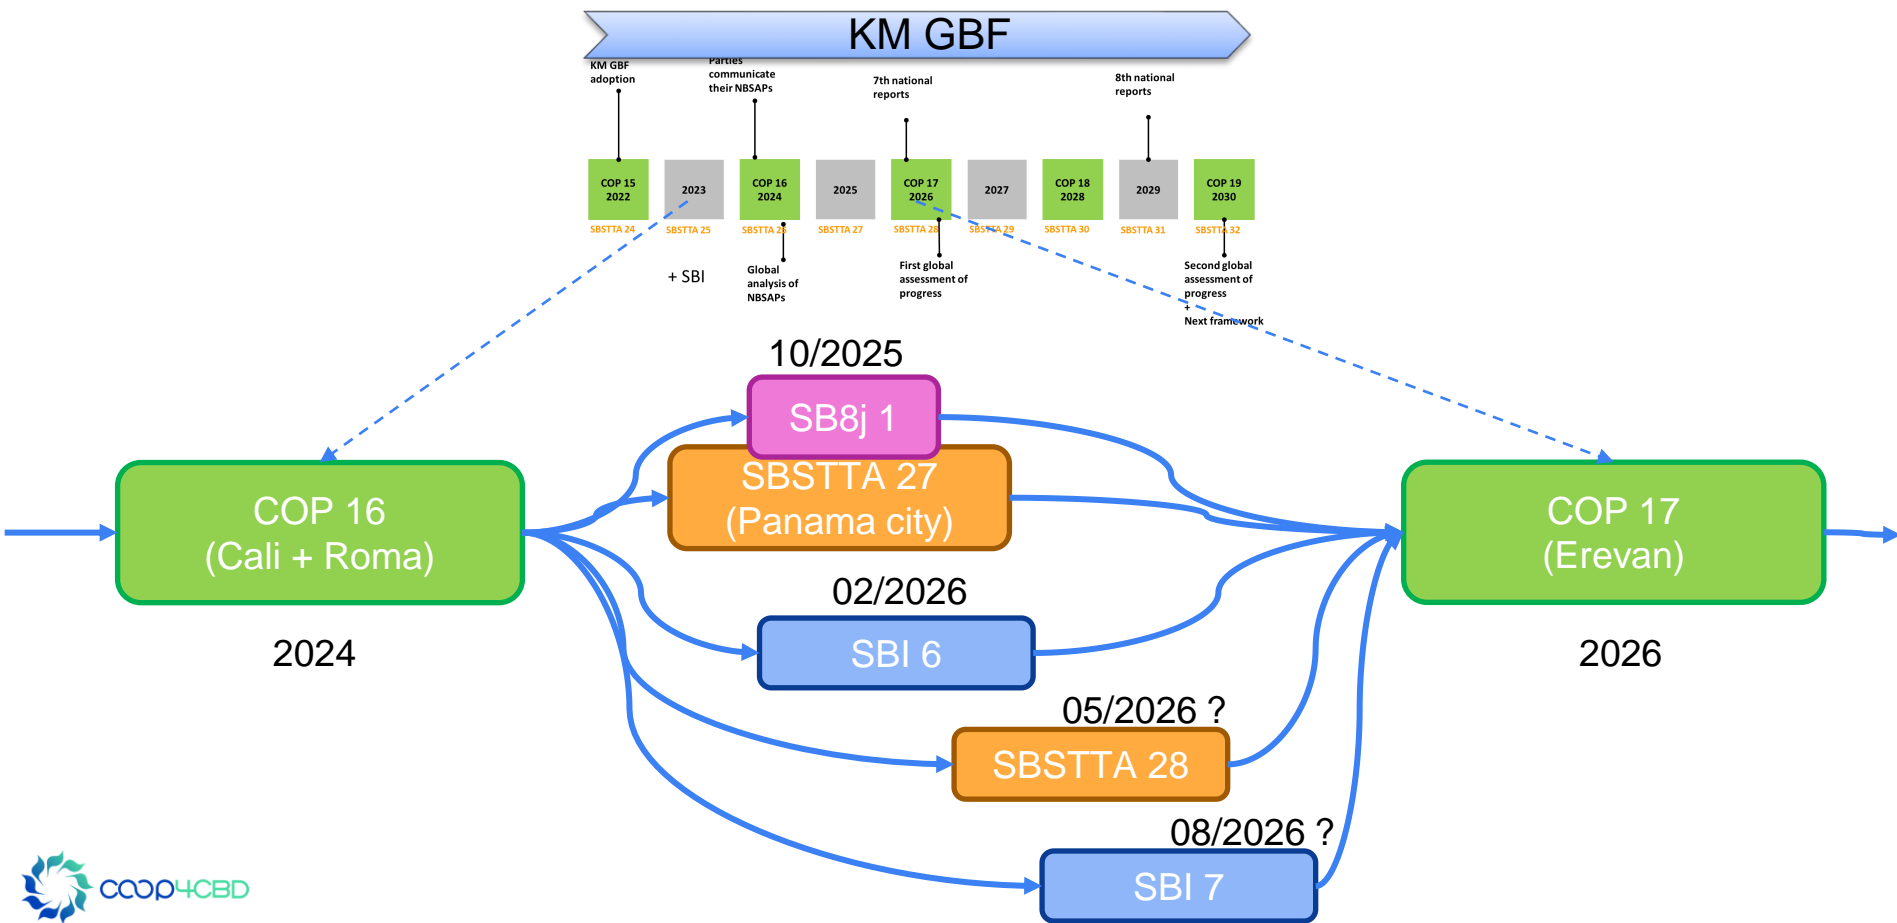 KM GBF
KM GBF
adoption
Parties
communicate
their NBSAPs
7th national
reports
8th national
reports
COP 15
2022
2023
COP 16
2024
2025
COP 17
2026
2027
COP 18
2028
2029
COP 19
2030
SBSTTA 24
SBSTTA 25
SBSTTA 26
SBSTTA 27
SBSTTA 28
SBSTTA 29
SBSTTA 30
SBSTTA 31
SBSTTA 32
+ SBI
Global
analysis of
NBSAPs
First global
assessment of
progress
Second global
assessment of
progress
+
Next framework
10/2025
SB8j 1
SBSTTA 27
(Panama city)
COP 16
(Cali + Roma)
2024
COP 17
(Erevan)
2026
02/2026
SBI 6
05/2026 ?
SBSTTA 28
08/2026 ?
SBI 7
COOP4CBD